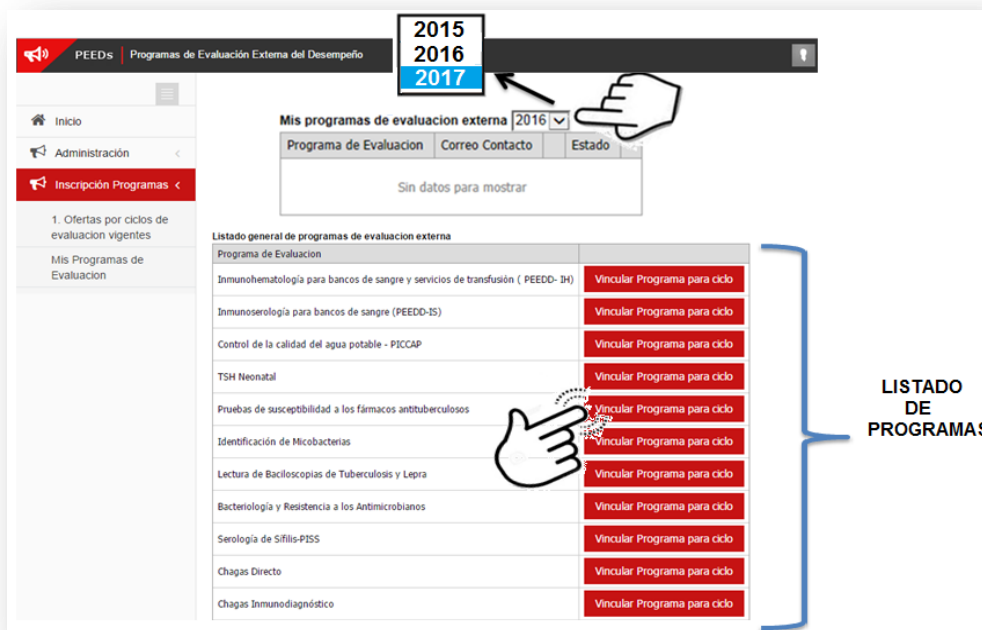 2015
2016
2017
PEEDs | Programas de Evaluación Externa del Desempeño
Inicio
Administración
Inscripción Programas
1. Ofertas por ciclos de
evaluacion vigentes
Mis Programas de
Evaluacion
Mis programas de evaluacion externa 2016
Programa de Evaluacion Correo Contacto Estado
Sin datos para mostrar
Listado general de programas de evaluacion externa
Programa de Evaluacion
Inmunohematología para bancos de sangre y servicios de transfusión ( PEEDD- IH) Vincular Programa para ciclo
Inmunoserología para bancos de sangre (PEEDD-IS) Vincular Programa para ciclo
Control de la calidad del agua potable - PICCAP Vincular Programa para ciclo
TSH Neonatal Vincular Programa para ciclo
Pruebas de susceptibilidad a los fármacos antituberculosos Vincular Programa para ciclo
Identificación de Micobacterias Vincular Programa para ciclo
Lectura de Baciloscopias de Tuberculosis y Lepra Vincular Programa para ciclo
Bacteriología y Resistencia a los Antimicrobianos Vincular Programa para ciclo
Serología de Sífilis-PISS Vincular Programa para ciclo
Chagas Directo Vincular Programa para ciclo
Chagas Inmunodiagnóstico Vincular Programa para ciclo
LISTADO
DE
PROGRAMAS